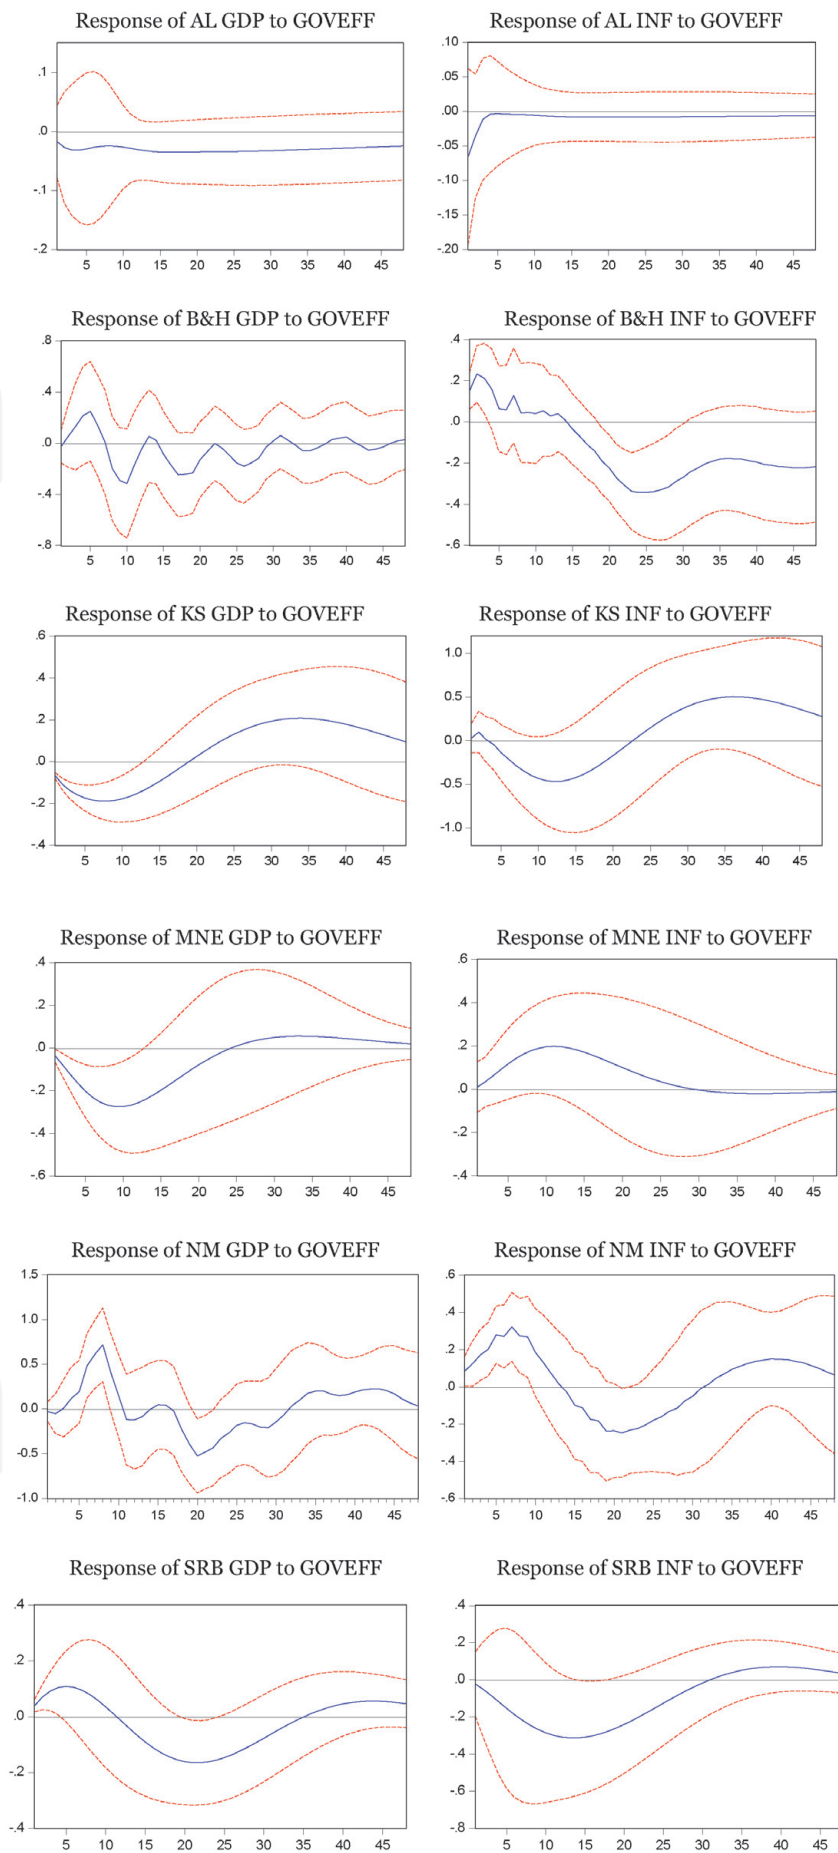 Response of AL GDP to GOVEFF
.1
.0
-.1
-.2
5 10 15 20 25 30 35 40 45
Response of AL INF to GOVEFF
.10
.05
.00
-.05
-.10
-.15
-.20
5 10 15 20 25 30 35 40 45
Response of B&H GDP to GOVEFF
.8
.4
.0
-.4
-.8
5 10 15 20 25 30 35 40 45
Response of B&H INF to GOVEFF
.4
.2
.0
-.2
-.4
-.6
5 10 15 20 25 30 35 40 45
Response of KS GDP to GOVEFF
.6
.4
.2
.0
-.2
-.4
5 10 15 20 25 30 35 40 45
Response of KS INF to GOVEFF
1.0
0.5
0.0
-0.5
-1.0
5 10 15 20 25 30 35 40 45
Response of MNE GDP to GOVEFF
.4
.2
.0
-.2
-.4
-.6
5 10 15 20 25 30 35 40 45
Response of MNE INF to GOVEFF
.6
.4
.2
.0
-.2
-.4
5 10 15 20 25 30 35 40 45
Response of NM GDP to GOVEFF
1.5
1.0
0.5
0.0
-0.5
-1.0
5 10 15 20 25 30 35 40 45
Response of NM INF to GOVEFF
.6
.4
.2
.0
-.2
-.4
-.6
5 10 15 20 25 30 35 40 45
Response of SRB GDP to GOVEFF
.4
.2
.0
-.2
-.4
5 10 15 20 25 30 35 40 45
Response of SRB INF to GOVEFF
.4
.2
.0
-.2
-.4
-.6
-.8
5 10 15 20 25 30 35 40 45